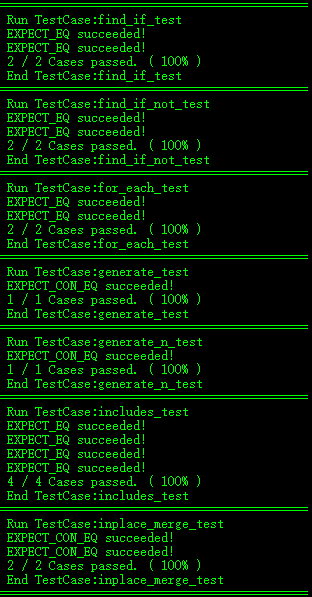 Run TestCase:find_if_test
EXPECT_EQ succeeded!
EXPECT_EQ succeeded!
2 / 2 Cases passed. ( 100% )
End TestCase:find_if_test
Run TestCase:find_if_not_test
EXPECT_EQ succeeded!
EXPECT_EQ succeeded!
2 / 2 Cases passed. ( 100% )
End TestCase:find_if_not_test
Run TestCase:for_each_test
EXPECT_EQ succeeded!
EXPECT_EQ succeeded!
2 / 2 Cases passed. ( 100% )
End TestCase:for_each_test
Run TestCase:generate_test
EXPECT_CON_EQ succeeded!
1 / 1 Cases passed. ( 100% )
End TestCase:generate_test
Run TestCase:generate_n_test
EXPECT_CON_EQ succeeded!
1 / 1 Cases passed. ( 100% )
End TestCase:generate_n_test
Run TestCase:includes_test
EXPECT_EQ succeeded!
EXPECT_EQ succeeded!
EXPECT_EQ succeeded!
EXPECT_EQ succeeded!
4 / 4 Cases passed. ( 100% )
End TestCase:includes_test
Run TestCase:inplace_merge_test
EXPECT_CON_EQ succeeded!
EXPECT_CON_EQ succeeded!
2 / 2 Cases passed. ( 100% )
End TestCase:inplace_merge_test